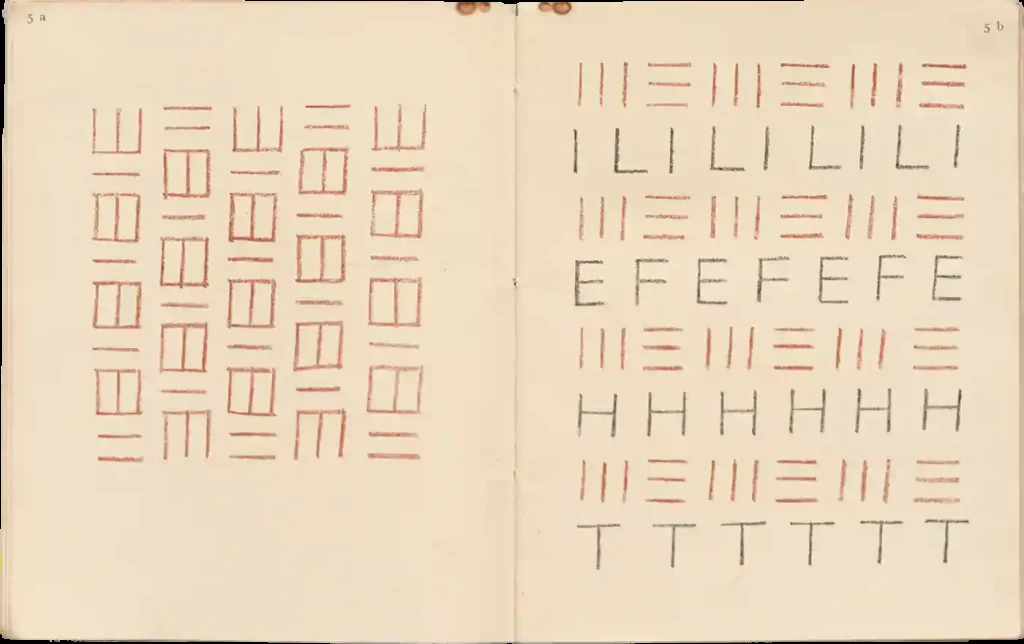 5 a
5 b
I L I L I L I L I
E F E F E F E
H H H H H H
T T T T T T